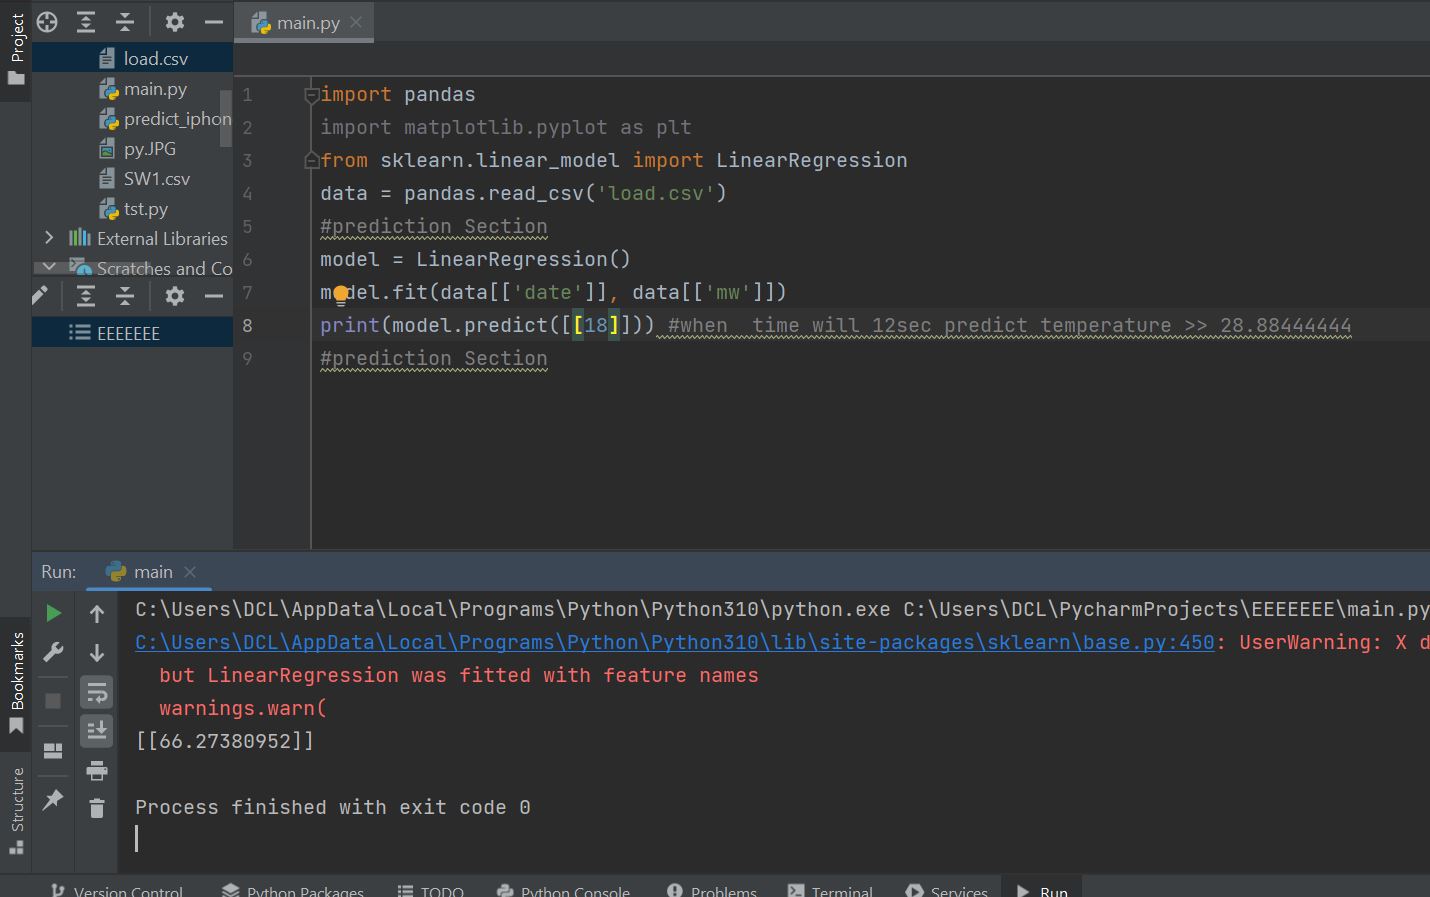 Project
main.py
load.csv
main.py
predict_iphon
py.JPG
SW1.csv
tst.py
External Libraries
Scratches and Co
EEEEEEE
1 import pandas
2 import matplotlib.pyplot as plt
3 from sklearn.linear_model import LinearRegression
4 data = pandas.read_csv('load.csv')
5 #prediction Section
6 model = LinearRegression()
7 model.fit(data[['date']], data[['mw']])
8 print(model.predict([[18]])) #when  time will 12sec predict temperature >> 28.88444444
9 #prediction Section
Run: main
C:\Users\DCL\AppData\Local\Programs\Python\Python310\python.exe C:\Users\DCL\PycharmProjects\EEEEEEE\main.py
C:\Users\DCL\AppData\Local\Programs\Python\Python310\lib\site-packages\sklearn\base.py:450: UserWarning: X d
but LinearRegression was fitted with feature names
warnings.warn(
[[66.27380952]]
Process finished with exit code 0
Bookmarks
Structure
Version Control Python Packages TODO Python Console Problems Terminal Services Run